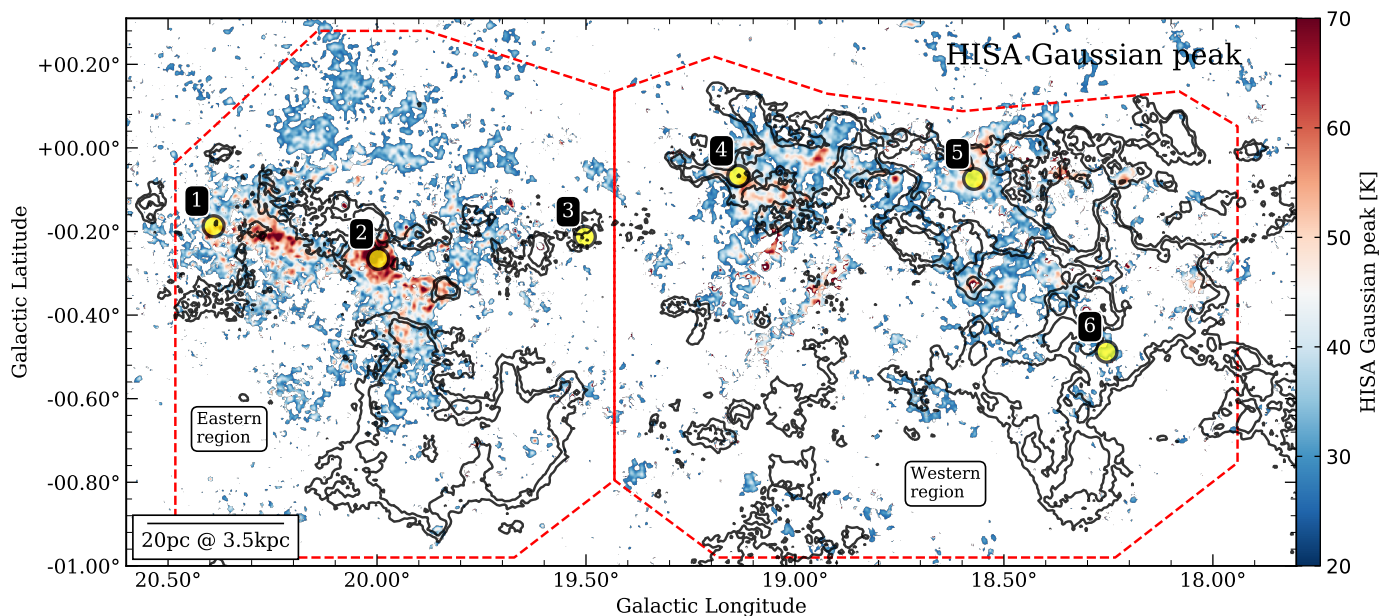 HISA Gaussian peak
+00.20°
+00.00°
-00.20°
-00.40°
-00.60°
-00.80°
-01.00°
Galactic Latitude
1
2
3
4
5
6
Eastern
region
Western
region
20pc @ 3.5kpc
20.50°
20.00°
19.50°
19.00°
18.50°
18.00°
Galactic Longitude
70
60
50
40
30
20
HISA Gaussian peak [K]